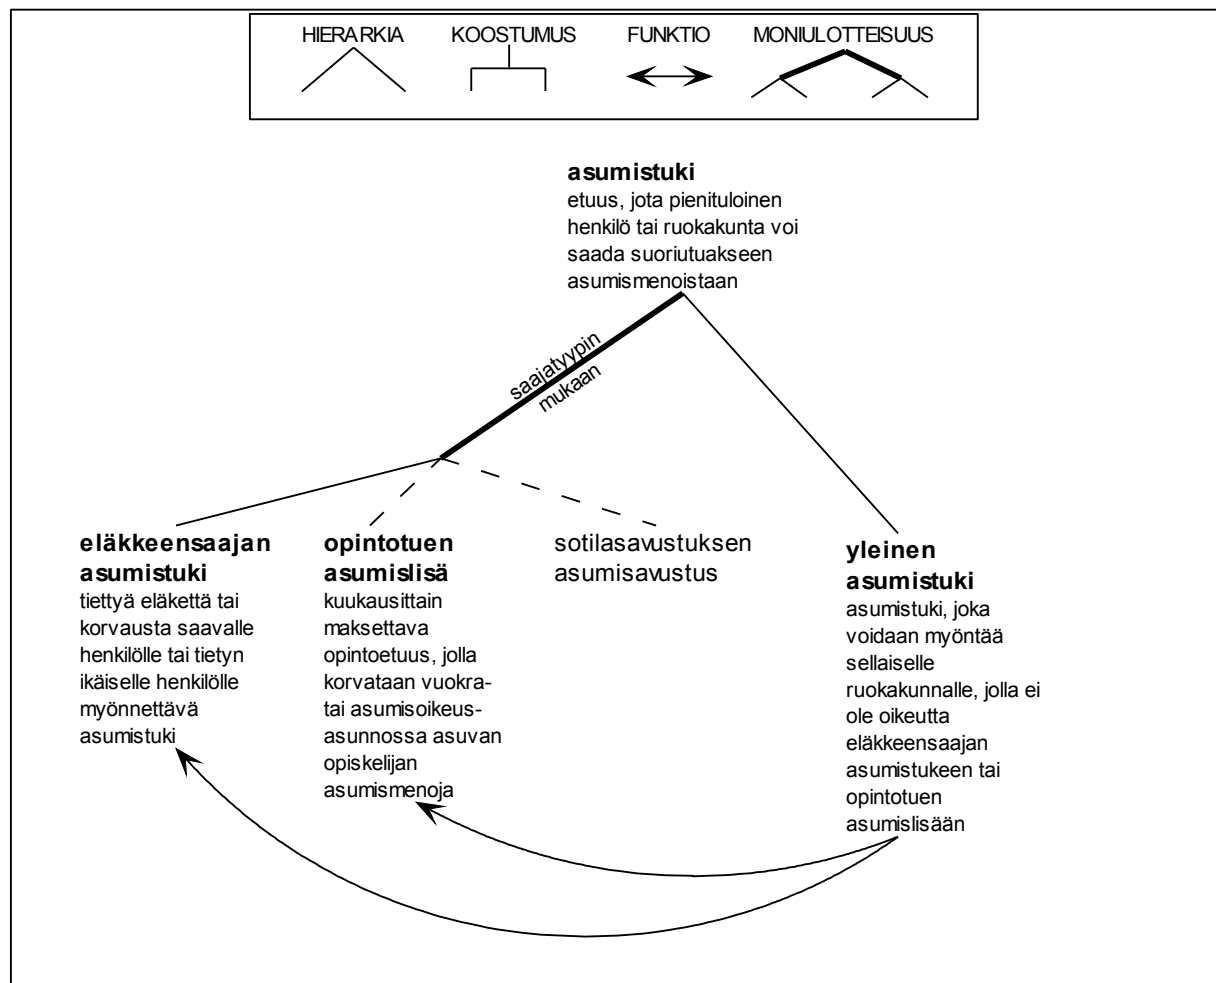 HIERARKIA KOOSTUMUS FUNKTIO MONIULOTTEISUUS
asumistuki
etuus, jota pienituloinen
henkilö tai ruokakunta voi
saada suoriutuakseen
asumismenoistaan
saajatyypin
mukaan
eläkkeensaajan
asumistuki
tiettyä eläkettä tai
korvausta saavalle
henkilölle tai tietyn
ikäiselle henkilölle
myönnettävä
asumistuki
opintotuen
asumislisä
kuukausittain
maksettava
opintoetuus, jolla
korvataan vuokra-
tai asumisoikeus-
asunnossa asuvan
opiskelijan
asumismenoja
sotilasavustuksen
asumisavustus
yleinen
asumistuki
asumistuki, joka
voidaan myöntää
sellaiselle
ruokakunnalle, jolla ei
ole oikeutta
eläkkeensaajan
asumistukeen tai
opintotuen
asumislisään